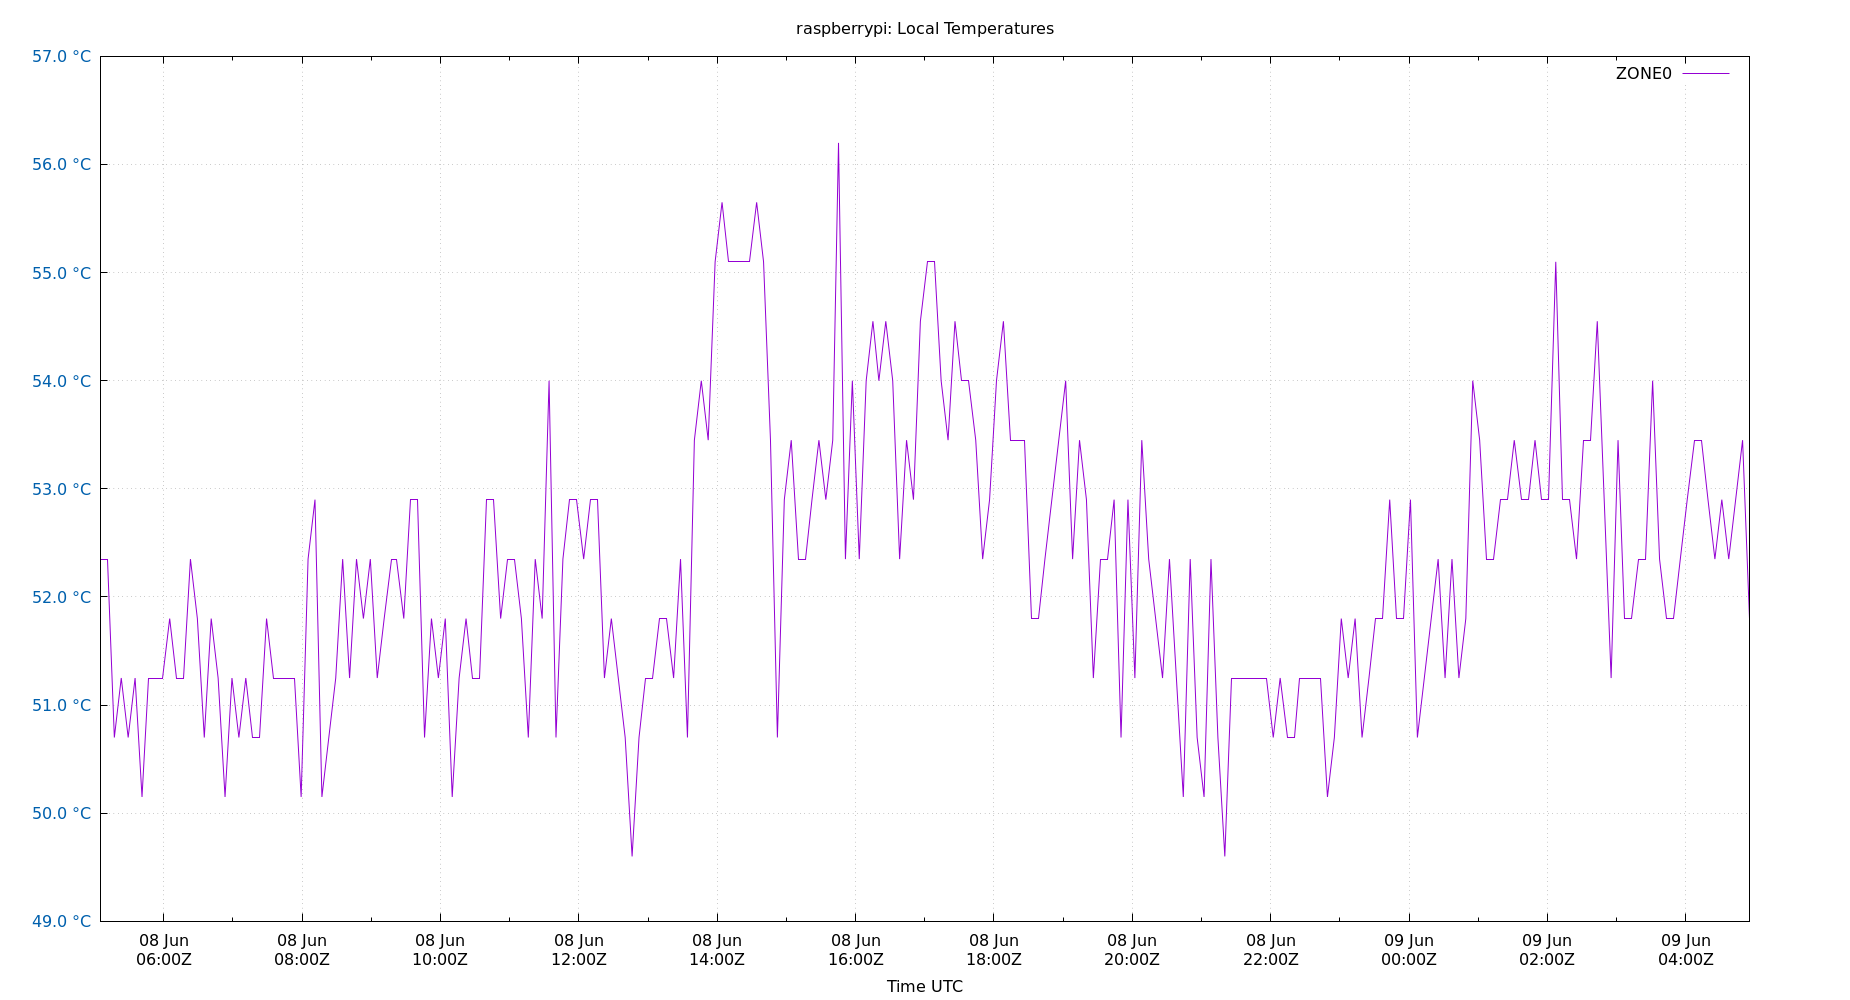 raspberrypi: Local Temperatures
57.0 °C
ZONE0
56.0 °C
55.0 °C
54.0 °C
53.0 °C
52.0 °C
51.0 °C
50.0 °C
49.0 °C
08 Jun 08 Jun 08 Jun 08 Jun 08 Jun 08 Jun 08 Jun 08 Jun 08 Jun 09 Jun 09 Jun 09 Jun
06:00Z 08:00Z 10:00Z 12:00Z 14:00Z 16:00Z 18:00Z 20:00Z 22:00Z 00:00Z 02:00Z 04:00Z
Time UTC